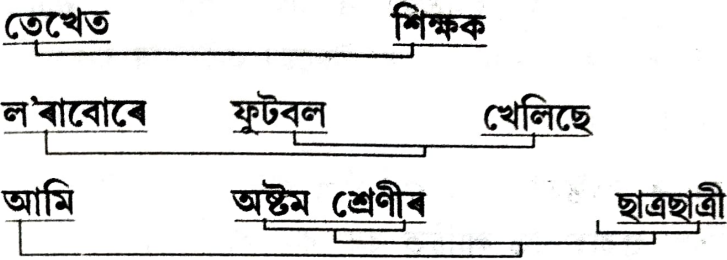 তেখেত শিক্ষক
ল'ৰাবোৰে ফুটবল খেলিছে
আমি অষ্টম শ্ৰেণীৰ ছাত্ৰছাত্ৰী